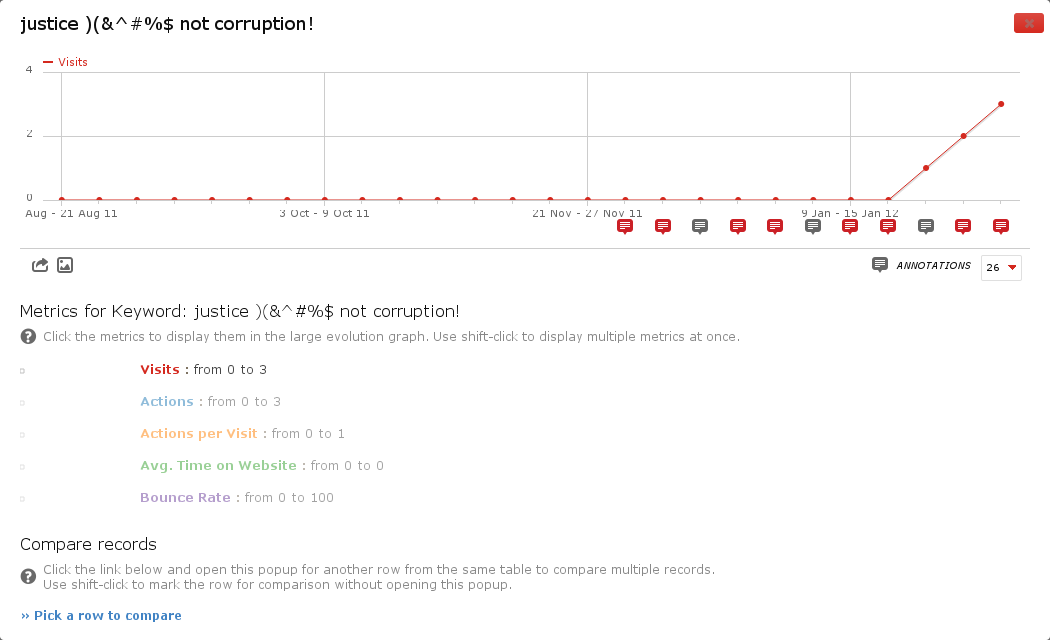 justice )(&^#%$ not corruption!
Visits
4
2
0
Aug - 21 Aug 11
3 Oct - 9 Oct 11
21 Nov - 27 Nov 11
9 Jan - 15 Jan 12
ANNOTATIONS
26
Metrics for Keyword: justice )(&^#%$ not corruption!
? Click the metrics to display them in the large evolution graph. Use shift-click to display multiple metrics at once.
Visits : from 0 to 3
Actions : from 0 to 3
Actions per Visit : from 0 to 1
Avg. Time on Website : from 0 to 0
Bounce Rate : from 0 to 100
Compare records
? Click the link below and open this popup for another row from the same table to compare multiple records.
Use shift-click to mark the row for comparison without opening this popup.
» Pick a row to compare